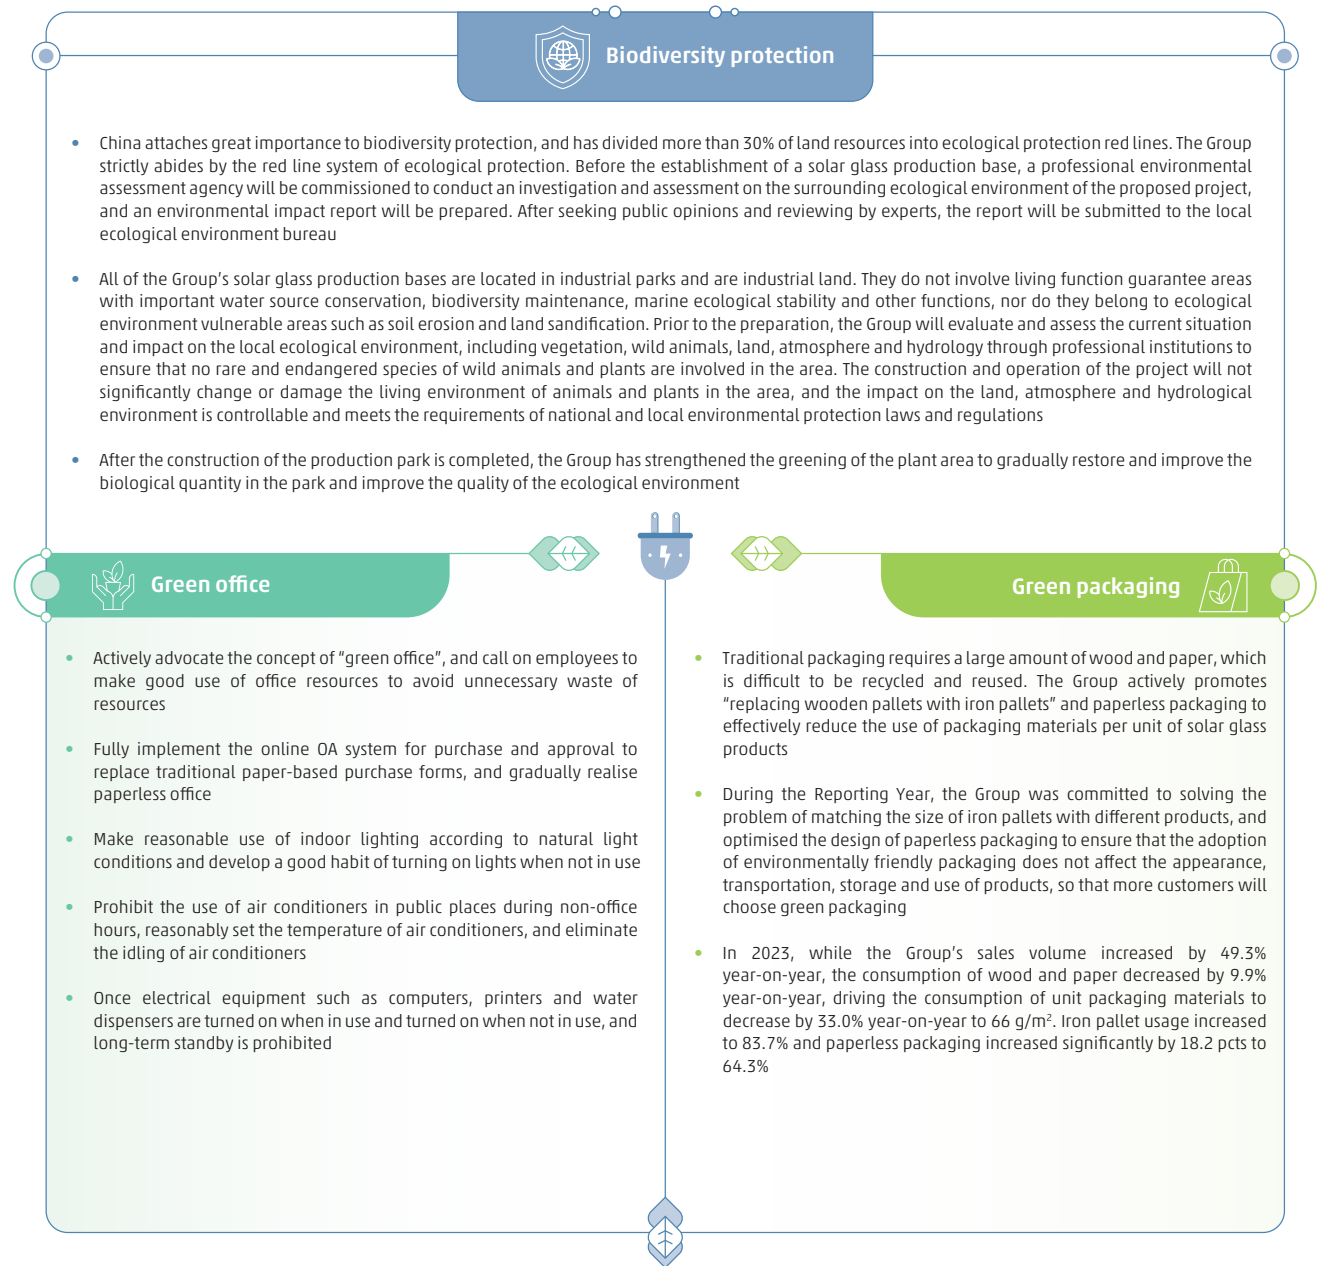 Biodiversity protection
• China attaches great importance to biodiversity protection, and has divided more than 30% of land resources into ecological protection red lines. The Group
strictly abides by the red line system of ecological protection. Before the establishment of a solar glass production base, a professional environmental
assessment agency will be commissioned to conduct an investigation and assessment on the surrounding ecological environment of the proposed project,
and an environmental impact report will be prepared. After seeking public opinions and reviewing by experts, the report will be submitted to the local
ecological environment bureau
• All of the Group's solar glass production bases are located in industrial parks and are industrial land. They do not involve living function guarantee areas
with important water source conservation, biodiversity maintenance, marine ecological stability and other functions, nor do they belong to ecological
environment vulnerable areas such as soil erosion and land sandification. Prior to the preparation, the Group will evaluate and assess the current situation
and impact on the local ecological environment, including vegetation, wild animals, land, atmosphere and hydrology through professional institutions to
ensure that no rare and endangered species of wild animals and plants are involved in the area. The construction and operation of the project will not
significantly change or damage the living environment of animals and plants in the area, and the impact on the land, atmosphere and hydrological
environment is controllable and meets the requirements of national and local environmental protection laws and regulations
• After the construction of the production park is completed, the Group has strengthened the greening of the plant area to gradually restore and improve the
biological quantity in the park and improve the quality of the ecological environment
Green office
• Actively advocate the concept of “green office”, and call on employees to
make good use of office resources to avoid unnecessary waste of
resources
• Fully implement the online OA system for purchase and approval to
replace traditional paper-based purchase forms, and gradually realise
paperless office
• Make reasonable use of indoor lighting according to natural light
conditions and develop a good habit of turning on lights when not in use
• Prohibit the use of air conditioners in public places during non-office
hours, reasonably set the temperature of air conditioners, and eliminate
the idling of air conditioners
• Once electrical equipment such as computers, printers and water
dispensers are turned on when in use and turned on when not in use, and
long-term standby is prohibited
Green packaging
• Traditional packaging requires a large amount of wood and paper, which
is difficult to be recycled and reused. The Group actively promotes
“replacing wooden pallets with iron pallets” and paperless packaging to
effectively reduce the use of packaging materials per unit of solar glass
products
• During the Reporting Year, the Group was committed to solving the
problem of matching the size of iron pallets with different products, and
optimised the design of paperless packaging to ensure that the adoption
of environmentally friendly packaging does not affect the appearance,
transportation, storage and use of products, so that more customers will
choose green packaging
• In 2023, while the Group's sales volume increased by 49.3%
year-on-year, the consumption of wood and paper decreased by 9.9%
year-on-year, driving the consumption of unit packaging materials to
decrease by 33.0% year-on-year to 66 g/m². Iron pallet usage increased
to 83.7% and paperless packaging increased significantly by 18.2 pcts to
64.3%